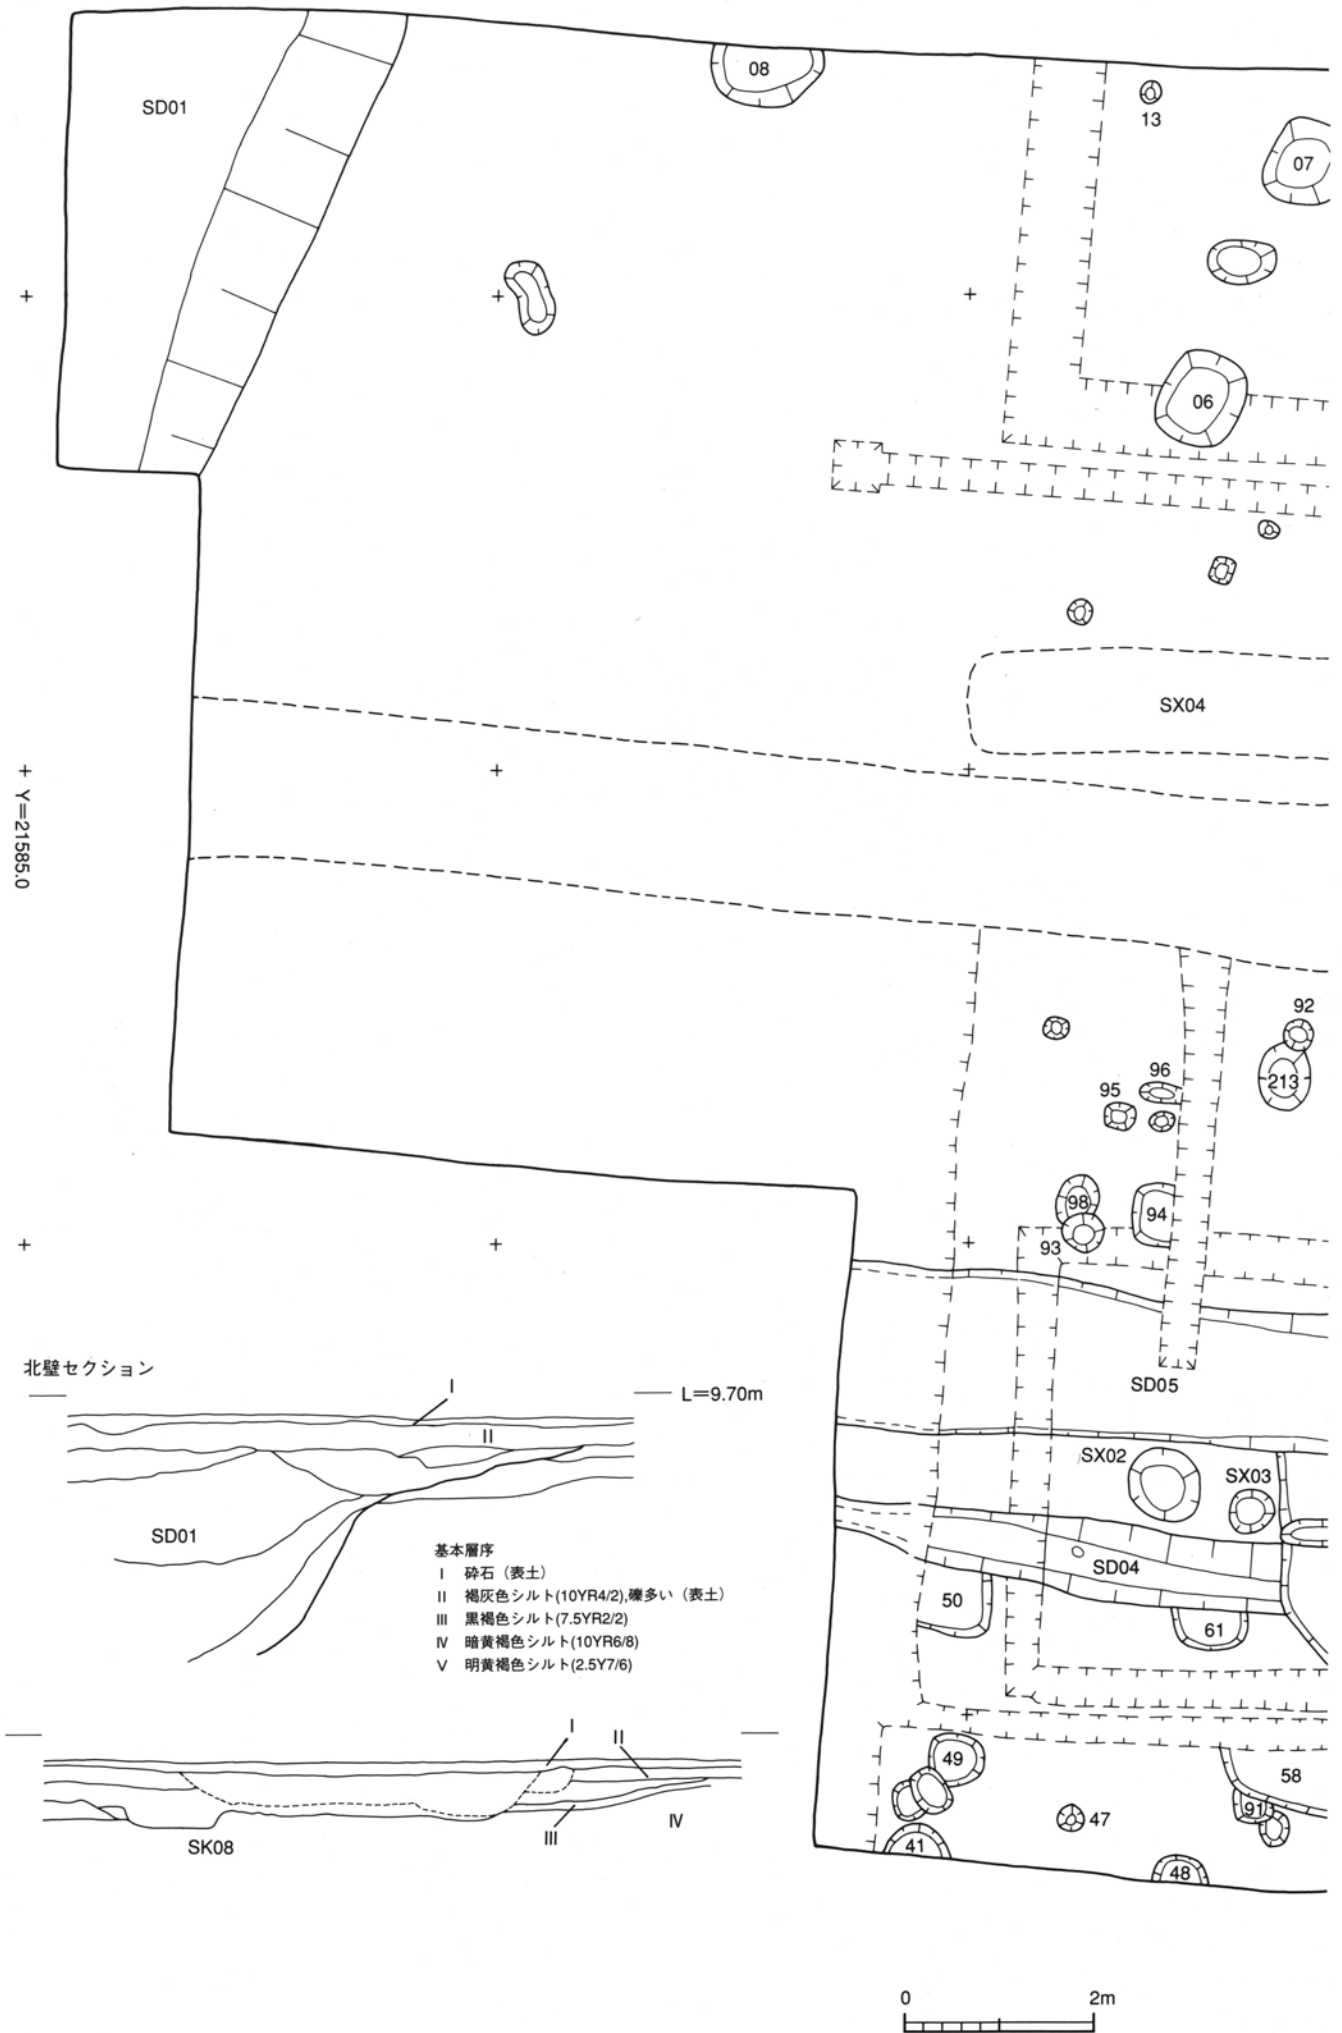 08
SD01
13
07
06
SX04
Y=21585.0
92
213
96
95
98
94
93
北壁セクション
I
L=9.70m
II
SD01
SD05
SX02
SX03
SD04
基本層序
I 砕石（表土）
II 褐灰色シルト(10YR4/2),礫多い（表土）
III 黒褐色シルト(7.5YR2/2)
IV 暗黄褐色シルト(10YR6/8)
V 明黄褐色シルト(2.5Y7/6)
50
61
I
II
49
58
91
47
III
IV
SK08
41
48
0 2m